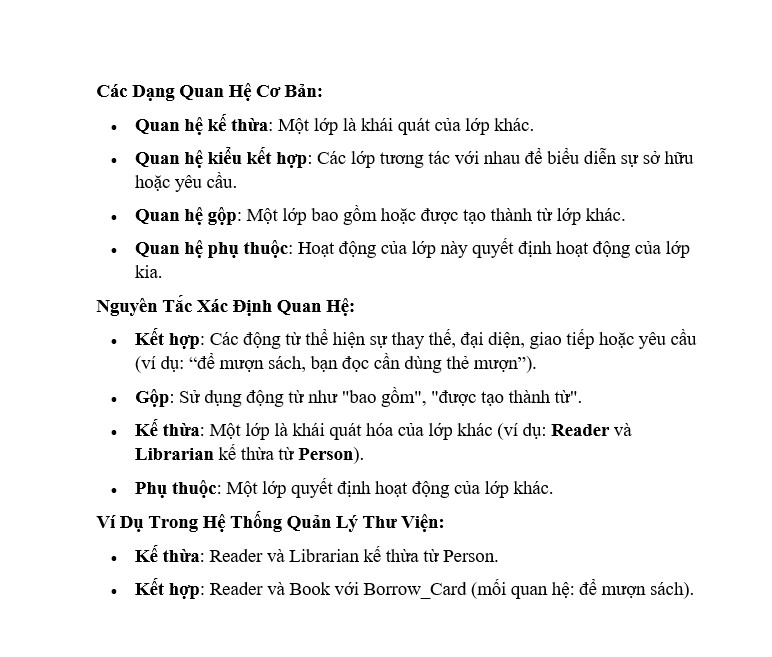 Các Dạng Quan Hệ Cơ Bản:
• Quan hệ kế thừa: Một lớp là khái quát của lớp khác.
• Quan hệ kiểu kết hợp: Các lớp tương tác với nhau để biểu diễn sự sở hữu
hoặc yêu cầu.
• Quan hệ gộp: Một lớp bao gồm hoặc được tạo thành từ lớp khác.
• Quan hệ phụ thuộc: Hoạt động của lớp này quyết định hoạt động của lớp
kia.
Nguyên Tắc Xác Định Quan Hệ:
• Kết hợp: Các động từ thể hiện sự thay thế, đại diện, giao tiếp hoặc yêu cầu
(ví dụ: “để mượn sách, bạn đọc cần dùng thẻ mượn”).
• Gộp: Sử dụng động từ như "bao gồm", "được tạo thành từ".
• Kế thừa: Một lớp là khái quát hóa của lớp khác (ví dụ: Reader và
Librarian kế thừa từ Person).
• Phụ thuộc: Một lớp quyết định hoạt động của lớp khác.
Ví Dụ Trong Hệ Thống Quản Lý Thư Viện:
• Kế thừa: Reader và Librarian kế thừa từ Person.
• Kết hợp: Reader và Book với Borrow_Card (mối quan hệ: để mượn sách).